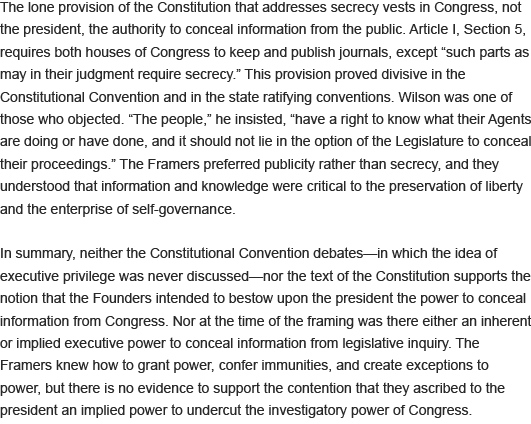 The lone provision of the Constitution that addresses secrecy vests in Congress, not
the president, the authority to conceal information from the public. Article I, Section 5,
requires both houses of Congress to keep and publish journals, except “such parts as
may in their judgment require secrecy.” This provision proved divisive in the
Constitutional Convention and in the state ratifying conventions. Wilson was one of
those who objected. “The people,” he insisted, “have a right to know what their Agents
are doing or have done, and it should not lie in the option of the Legislature to conceal
their proceedings.” The Framers preferred publicity rather than secrecy, and they
understood that information and knowledge were critical to the preservation of liberty
and the enterprise of self-governance.

In summary, neither the Constitutional Convention debates—in which the idea of
executive privilege was never discussed—nor the text of the Constitution supports the
notion that the Founders intended to bestow upon the president the power to conceal
information from Congress. Nor at the time of the framing was there either an inherent
or implied executive power to conceal information from legislative inquiry. The
Framers knew how to grant power, confer immunities, and create exceptions to
power, but there is no evidence to support the contention that they ascribed to the
president an implied power to undercut the investigatory power of Congress.